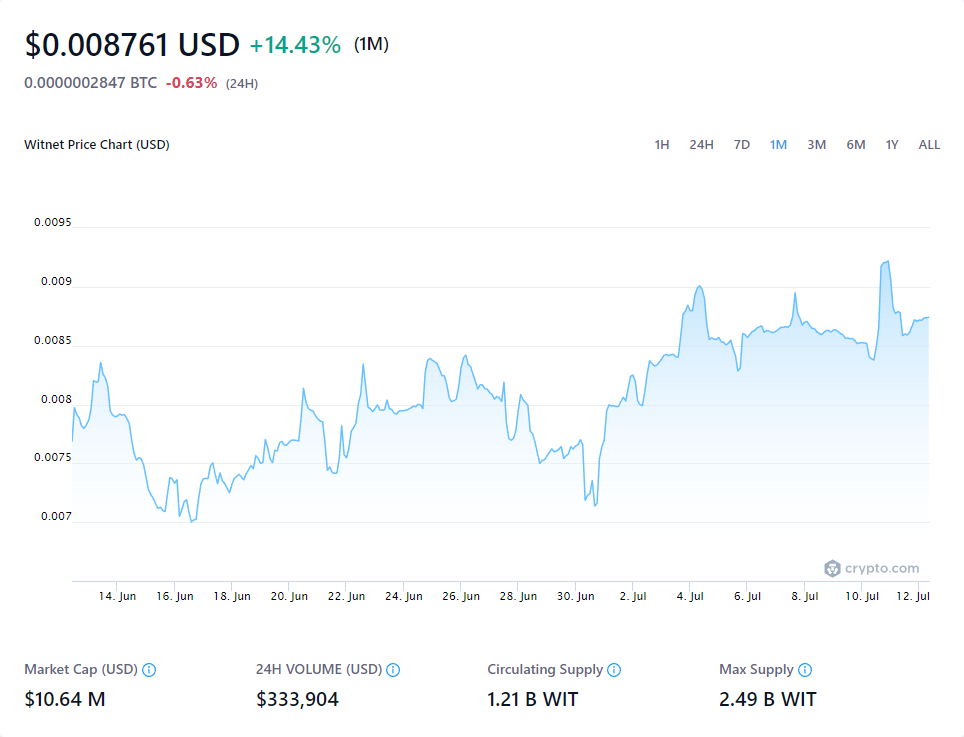 $0.008761 USD +14.43% (1M)
0.0000002847 BTC -0.63% (24H)
Witnet Price Chart (USD) 1H 24H 7D 1M 3M 6M 1Y ALL
0.0095
0.009
0.0085
0.008
0.0075
0.007
crypto.com
14. Jun 16. Jun 18. Jun 20. Jun 22. Jun 24. Jun 26. Jun 28. Jun 30. Jun 2. Jul 4. Jul 6. Jul 8. Jul 10. Jul 12. Jul
Market Cap (USD) 24H VOLUME (USD) Circulating Supply Max Supply
$10.64 M $333,904 1.21 B WIT 2.49 B WIT